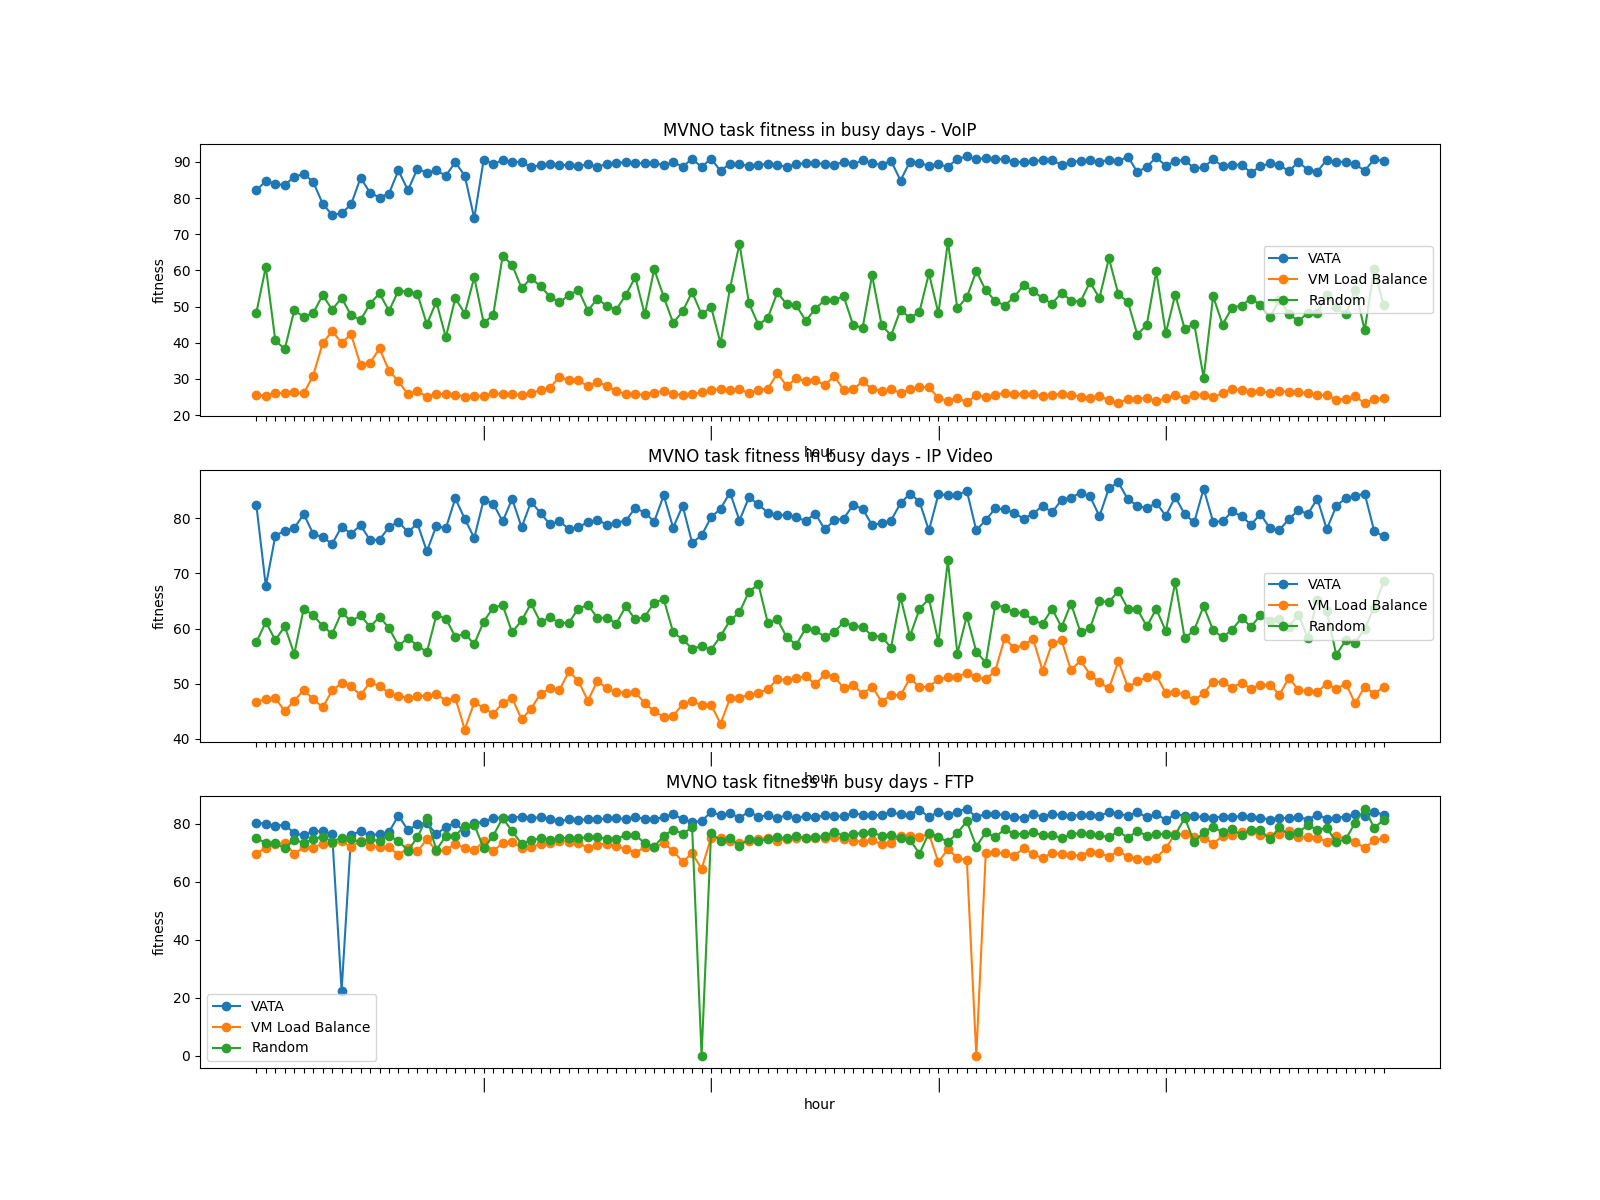 MVNO task fitness in busy days - VoIP
90
80
70
60
50
40
30
20
fitness
VATA
VM Load Balance
Random
hour
MVNO task fitness in busy days - IP Video
80
70
60
50
40
fitness
VATA
VM Load Balance
Random
hour
MVNO task fitness in busy days - FTP
80
60
40
20
0
fitness
VATA
VM Load Balance
Random
hour